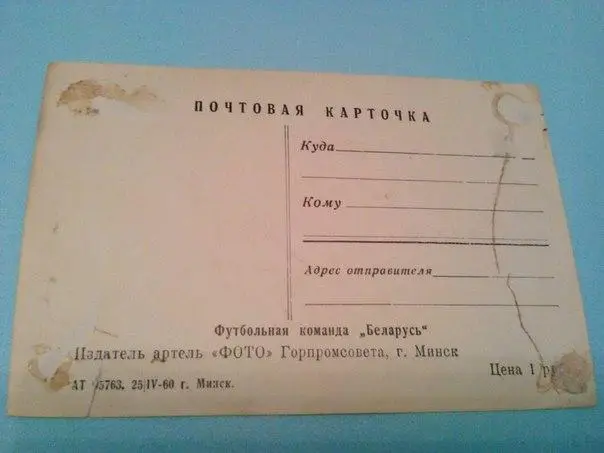 ПОЧТОВАЯ КАРТОЧКА
Куда
Кому
Адрес отправителя
Футбольная команда „Беларусь“
Издатель артель «ФОТО» Горпромсовета, г. Минск
Цена 1
АТ 05763. 25/IV-60 г. Минск.